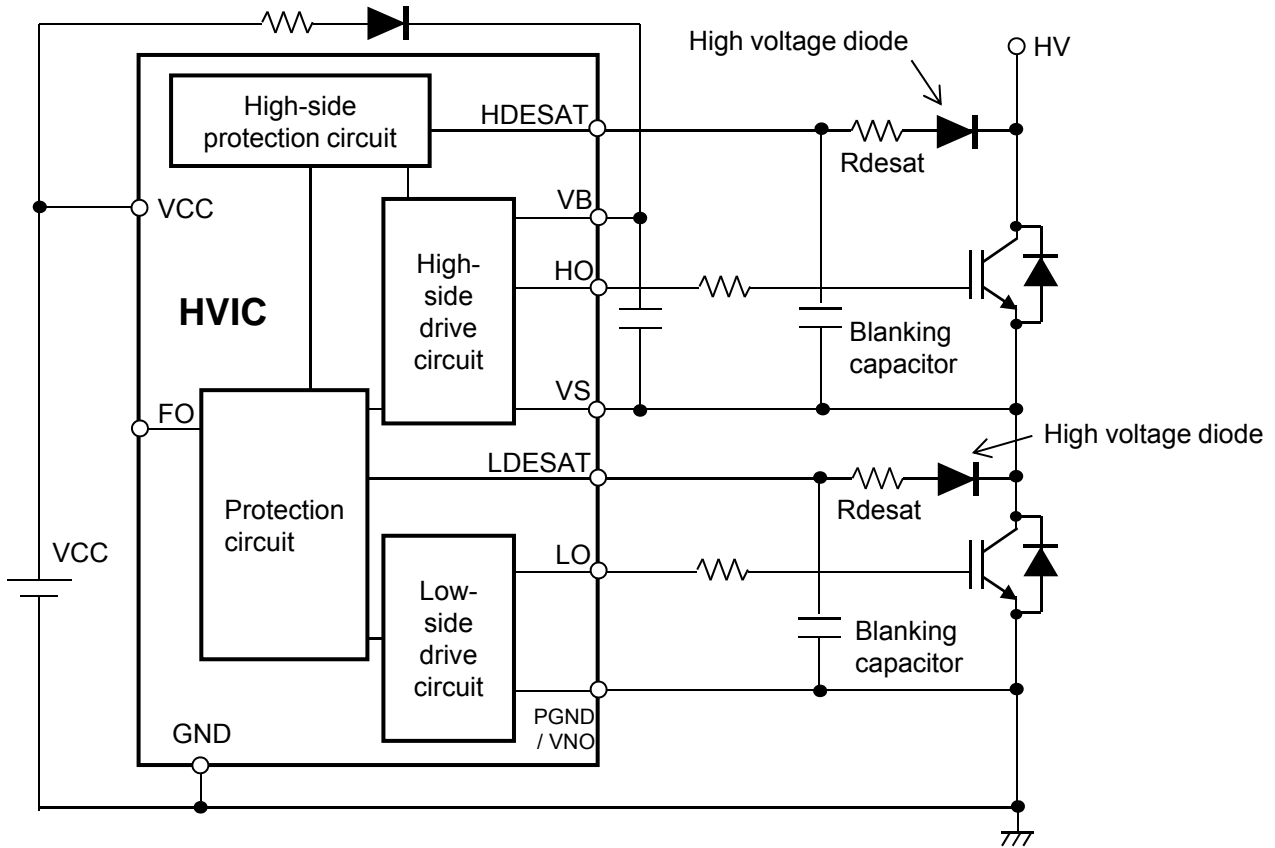 High voltage diode
HV
High-side
protection circuit
HDESAT
Rdesat
VCC
VB
HVIC
High-
side
drive
circuit
HO
Blanking
capacitor
VS
FO
High voltage diode
LDESAT
Rdesat
Protection
circuit
VCC
LO
Low-
side
drive
circuit
Blanking
capacitor
PGND
/ VNO
GND